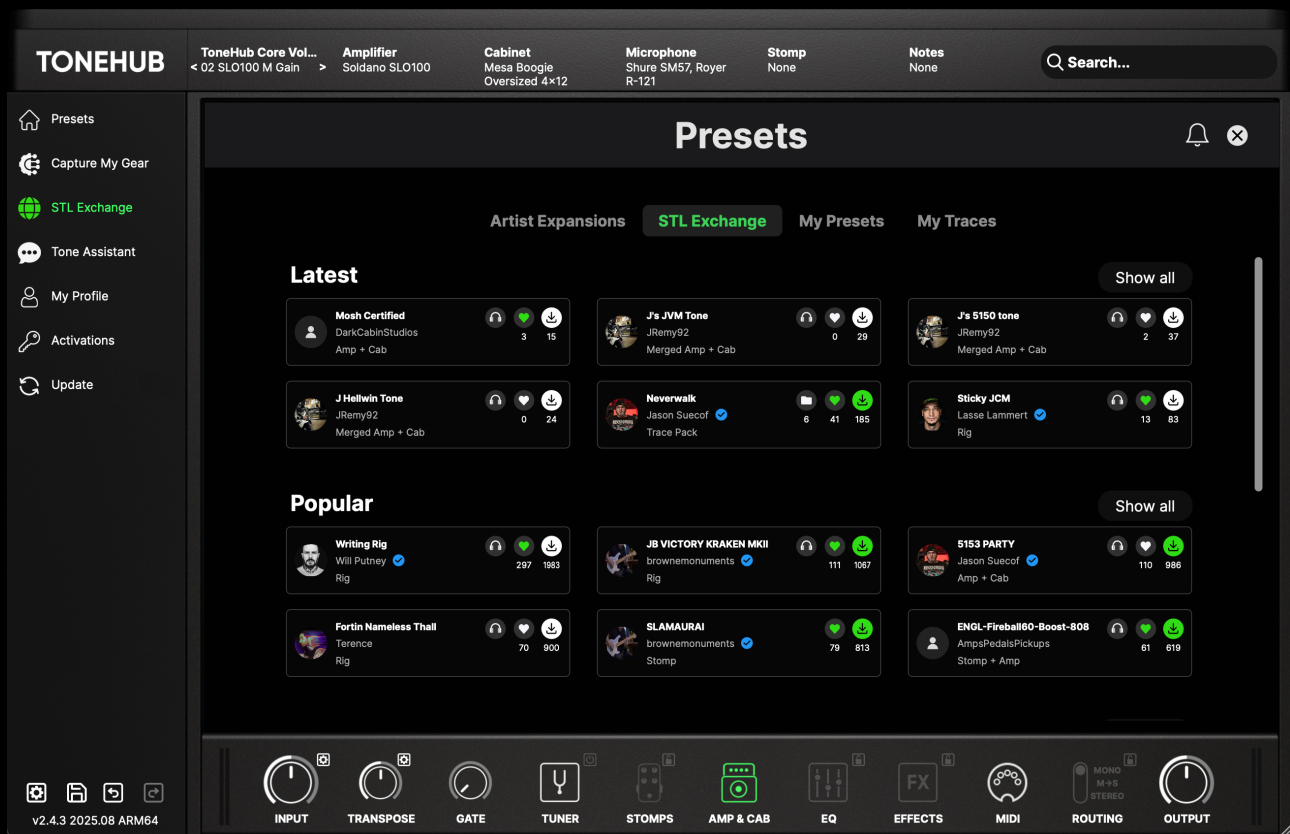 TONEHUB
ToneHub Core Vol...
< 02 SLO100 M Gain >
Amplifier
Soldano SLO100
Cabinet
Mesa Boogie
Oversized 4x12
Microphone
Shure SM57, Royer
R-121
Stomp
None
Notes
None
Search...
Presets
Capture My Gear
STL Exchange
Tone Assistant
My Profile
Activations
Update
v2.4.3 2025.08 ARM64
Presets
Artist Expansions
STL Exchange
My Presets
My Traces
Latest
Show all
Mosh Certified
DarkCabinStudios
Amp + Cab
3 15
J's JVM Tone
JRemy92
Merged Amp + Cab
0 29
J's 5150 tone
JRemy92
Merged Amp + Cab
2 37
J Hellwin Tone
JRemy92
Merged Amp + Cab
0 24
Neverwalk
Jason Suecof
Trace Pack
6 41 185
Sticky JCM
Lasse Lammert
Rig
13 83
Popular
Show all
Writing Rig
Will Putney
Rig
297 1983
JB VICTORY KRAKEN MKII
brownemonuments
Rig
111 1067
5153 PARTY
Jason Suecof
Amp + Cab
110 986
Fortin Nameless Thall
Terence
Rig
70 900
SLAMAURAI
brownemonuments
Stomp
79 813
ENGL-Fireball60-Boost-808
AmpsPedalsPickups
Stomp + Amp
61 619
INPUT
TRANSPOSE
GATE
TUNER
STOMPS
AMP & CAB
EQ
FX
EFFECTS
MIDI
MONO
M→S
STEREO
ROUTING
OUTPUT